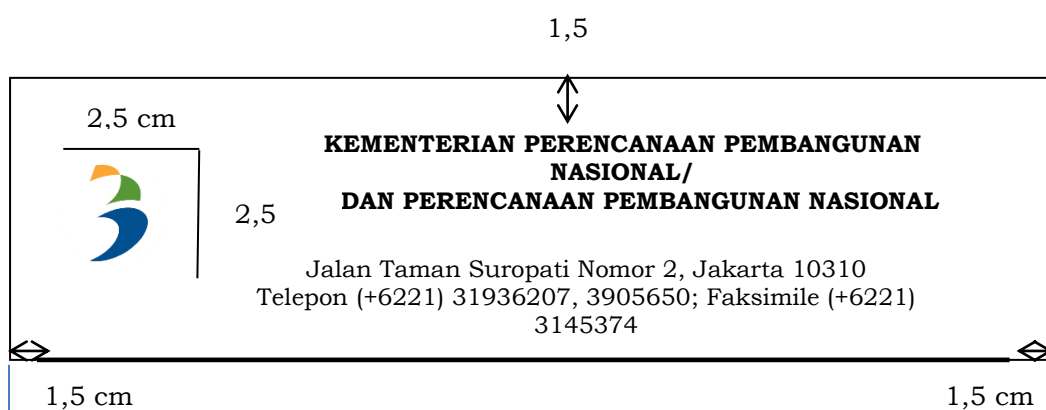 1,5
2,5 cm
KEMENTERIAN PERENCANAAN PEMBANGUNAN
NASIONAL/
DAN PERENCANAAN PEMBANGUNAN NASIONAL
2,5
Jalan Taman Suropati Nomor 2, Jakarta 10310
Telepon (+6221) 31936207, 3905650; Faksimile (+6221)
3145374
1,5 cm
1,5 cm